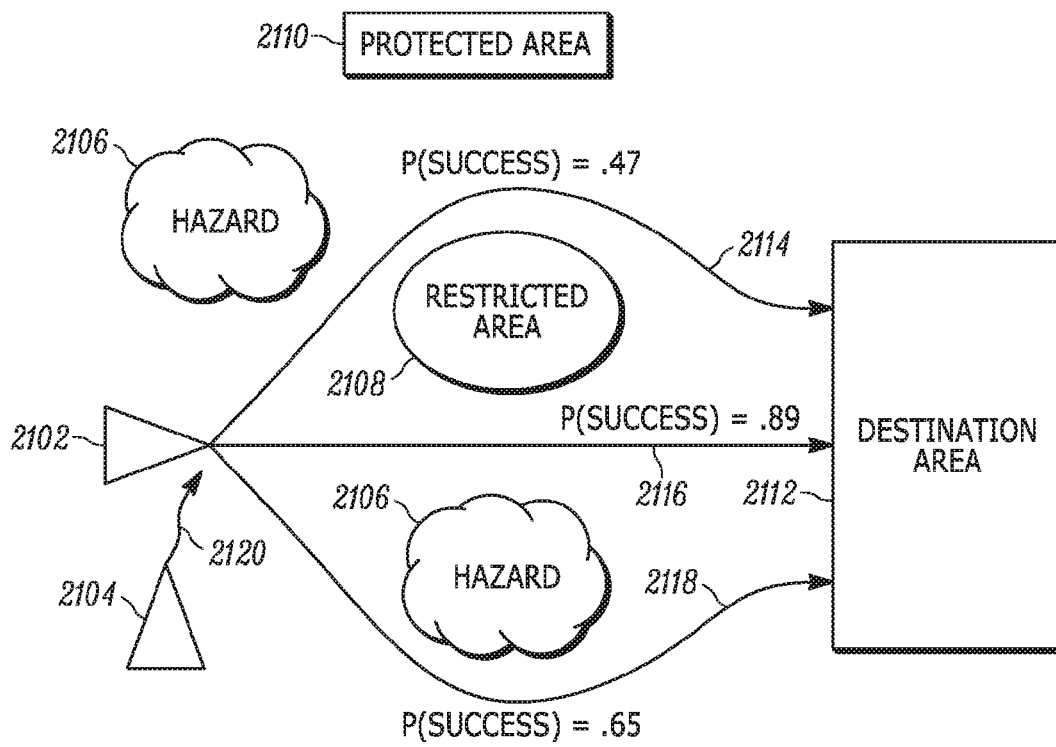 2110
PROTECTED AREA
2106
HAZARD
P(SUCCESS) = .47
2114
RESTRICTED
AREA
2108
2102
P(SUCCESS) = .89
DESTINATION
AREA
2116
2112
2106
HAZARD
2120
2104
2118
P(SUCCESS) = .65